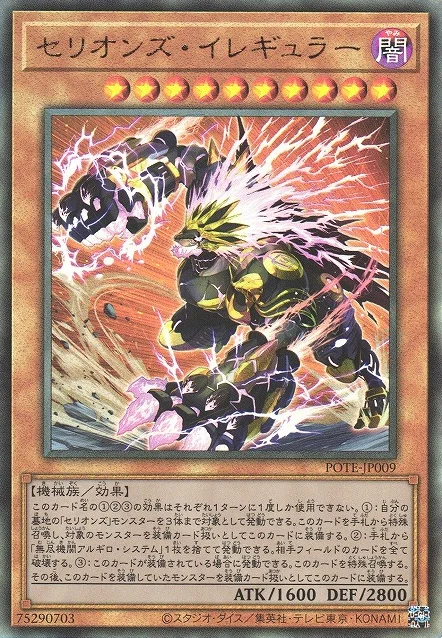 セリオンズ・イレギュラー
闇
やみ
POTE-JP009
【機械族/効果】
このカード名の①②③の効果はそれぞれ1ターンに1度しか使用できない。①:自分の
墓地の「セリオンズ」モンスターを3体まで対象として発動できる。このカードを手札から特殊
召喚し、対象のモンスターを装備カード扱いとしてこのカードに装備する。②:手札から
「無尽機関アルギロ・システム」1枚を捨てて発動できる。相手フィールドのカードを全て
破壊する。③:このカードが装備されている場合に発動できる。このカードを特殊召喚する。
その後、このカードを装備していたモンスターを装備カード扱いとしてこのカードに装備する。
ATK/1600 DEF/2800
75290703
©スタジオ・ダイス/集英社・テレビ東京・KONAMI